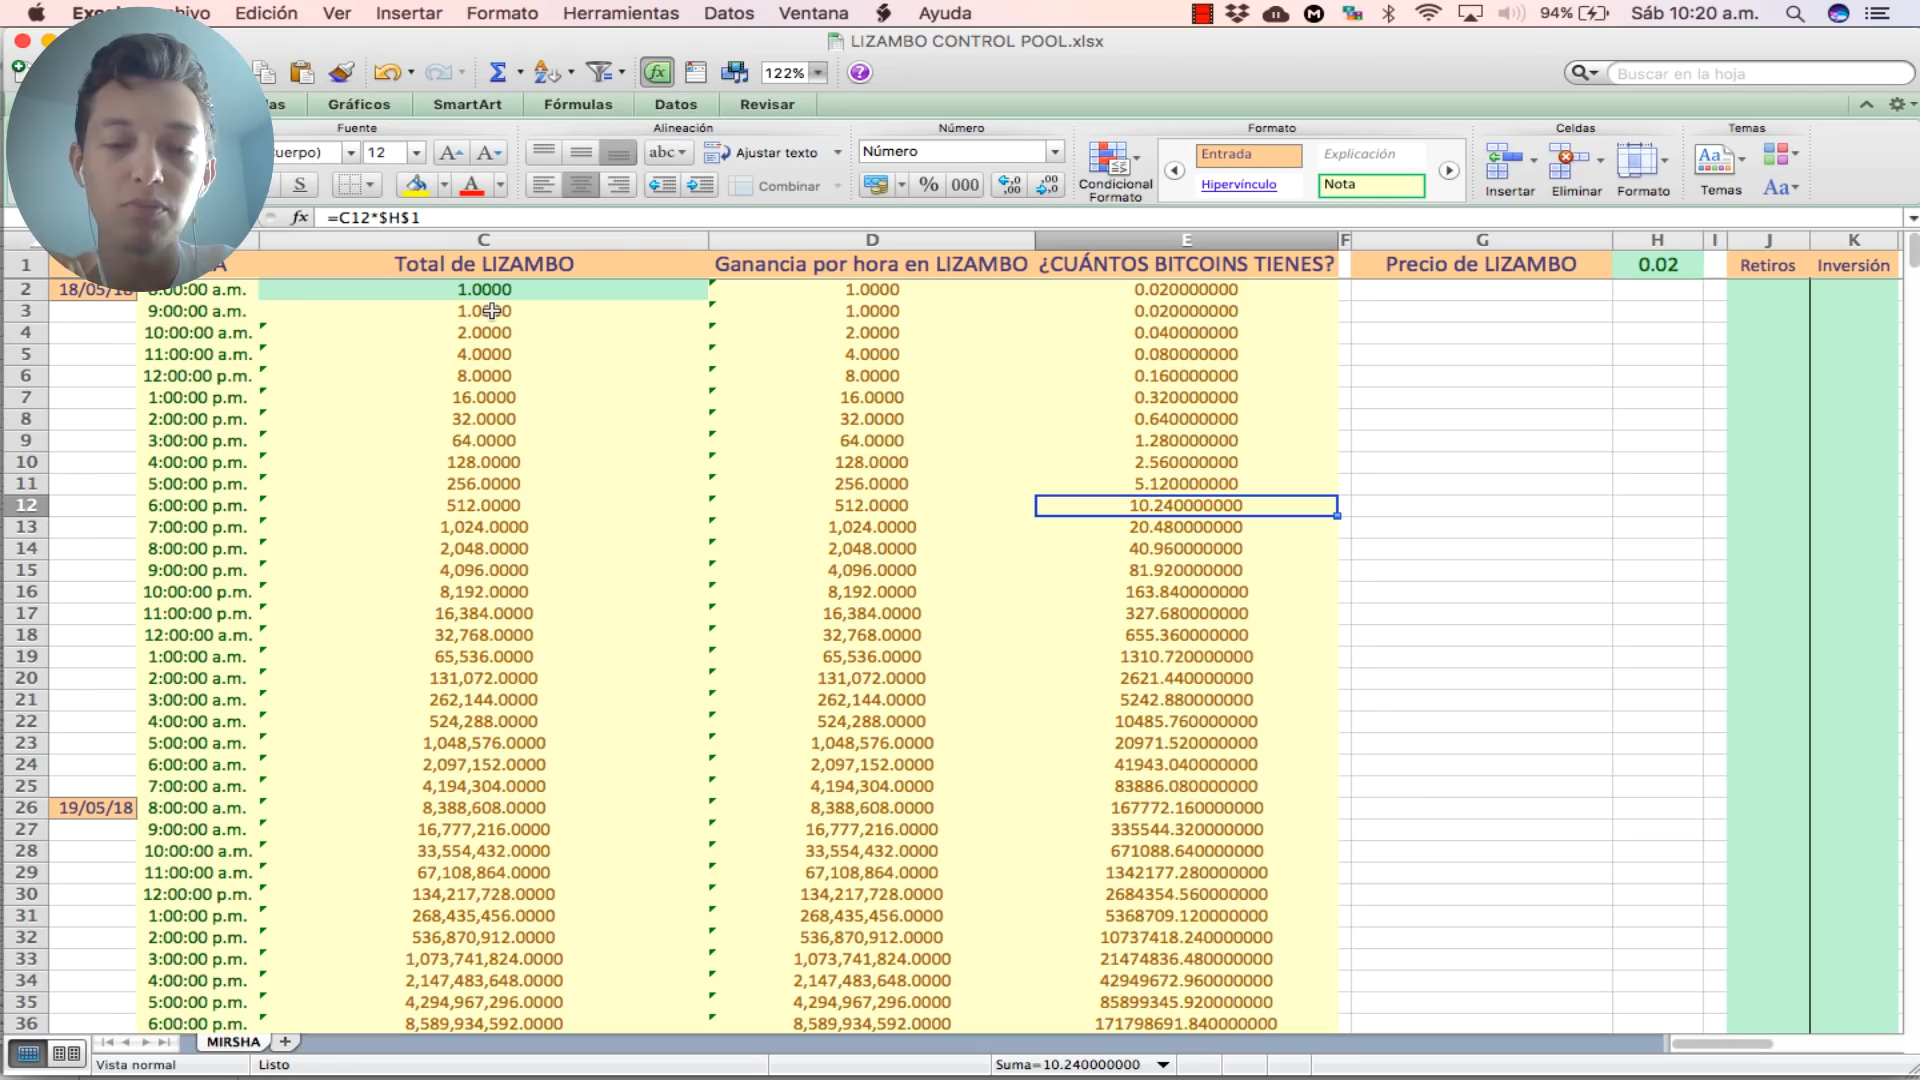 Archivo Edición Ver Insertar Formato Herramientas Datos Ventana Ayuda 94% Sáb 10:20 a.m.
LIZAMBO CONTROL POOL.xlsx
122% Buscar en la hoja
Gráficos SmartArt Fórmulas Datos Revisar
Fuente Alineación Número Formato Celdas Temas
12 A A abc Ajustar texto Número Entrada Explicación
S A Combinar % 000 Condicional Formato Hipervínculo Nota Insertar Eliminar Formato Temas Aa
fx =C12*$H$1
C D E F G H I J K
1 A Total de LIZAMBO Ganancia por hora en LIZAMBO ¿CUÁNTOS BITCOINS TIENES? Precio de LIZAMBO 0.02 Retiros Inversión
2 18/05/18 8:00:00 a.m. 1.0000 1.0000 0.020000000
3 9:00:00 a.m. 1.0000 1.0000 0.020000000
4 10:00:00 a.m. 2.0000 2.0000 0.040000000
5 11:00:00 a.m. 4.0000 4.0000 0.080000000
6 12:00:00 p.m. 8.0000 8.0000 0.160000000
7 1:00:00 p.m. 16.0000 16.0000 0.320000000
8 2:00:00 p.m. 32.0000 32.0000 0.640000000
9 3:00:00 p.m. 64.0000 64.0000 1.280000000
10 4:00:00 p.m. 128.0000 128.0000 2.560000000
11 5:00:00 p.m. 256.0000 256.0000 5.120000000
12 6:00:00 p.m. 512.0000 512.0000 10.240000000
13 7:00:00 p.m. 1,024.0000 1,024.0000 20.480000000
14 8:00:00 p.m. 2,048.0000 2,048.0000 40.960000000
15 9:00:00 p.m. 4,096.0000 4,096.0000 81.920000000
16 10:00:00 p.m. 8,192.0000 8,192.0000 163.840000000
17 11:00:00 p.m. 16,384.0000 16,384.0000 327.680000000
18 12:00:00 a.m. 32,768.0000 32,768.0000 655.360000000
19 1:00:00 a.m. 65,536.0000 65,536.0000 1310.720000000
20 2:00:00 a.m. 131,072.0000 131,072.0000 2621.440000000
21 3:00:00 a.m. 262,144.0000 262,144.0000 5242.880000000
22 4:00:00 a.m. 524,288.0000 524,288.0000 10485.760000000
23 5:00:00 a.m. 1,048,576.0000 1,048,576.0000 20971.520000000
24 6:00:00 a.m. 2,097,152.0000 2,097,152.0000 41943.040000000
25 7:00:00 a.m. 4,194,304.0000 4,194,304.0000 83886.080000000
26 19/05/18 8:00:00 a.m. 8,388,608.0000 8,388,608.0000 167772.160000000
27 9:00:00 a.m. 16,777,216.0000 16,777,216.0000 335544.320000000
28 10:00:00 a.m. 33,554,432.0000 33,554,432.0000 671088.640000000
29 11:00:00 a.m. 67,108,864.0000 67,108,864.0000 1342177.280000000
30 12:00:00 p.m. 134,217,728.0000 134,217,728.0000 2684354.560000000
31 1:00:00 p.m. 268,435,456.0000 268,435,456.0000 5368709.120000000
32 2:00:00 p.m. 536,870,912.0000 536,870,912.0000 10737418.240000000
33 3:00:00 p.m. 1,073,741,824.0000 1,073,741,824.0000 21474836.480000000
34 4:00:00 p.m. 2,147,483,648.0000 2,147,483,648.0000 42949672.960000000
35 5:00:00 p.m. 4,294,967,296.0000 4,294,967,296.0000 85899345.920000000
36 6:00:00 p.m. 8,589,934,592.0000 8,589,934,592.0000 171798691.840000000
MIRSHA +
Vista normal Listo Suma=10.240000000